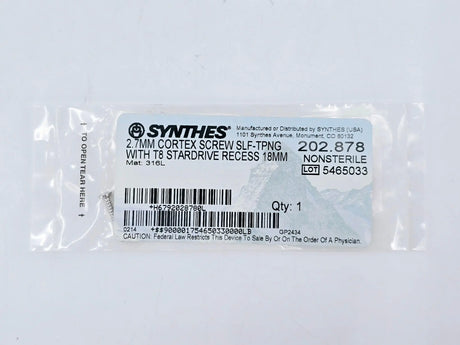 SYNTHES®
Manufactured or Distributed by SYNTHES (USA)
1101 Synthes Avenue, Monument, CO 80132
2.7MM CORTEX SCREW SLF-TPNG
WITH T8 STARDRIVE RECESS 18MM
Mat. 316L
202.878
NONSTERILE
LOT 5465033
Qty: 1
*H6792028780L
0214
*$$900001754650330000LB
GP2434
CAUTION: Federal Law Restricts This Device To Sale By Or On The Order Of A Physician.
↑ TO OPEN TEAR HERE ↑